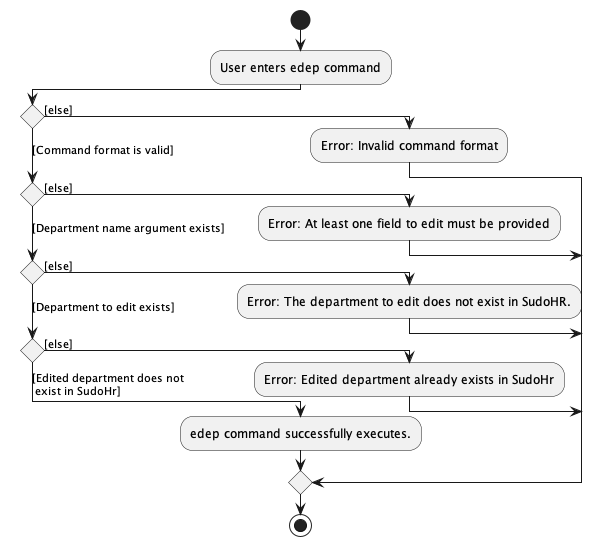 User enters edep command
[else]
Error: Invalid command format
[Command format is valid]
[else]
Error: At least one field to edit must be provided
[Department name argument exists]
[else]
Error: The department to edit does not exist in SudoHR.
[Department to edit exists]
[else]
Error: Edited department already exists in SudoHr
[Edited department does not
exist in SudoHr]
edep command successfully executes.